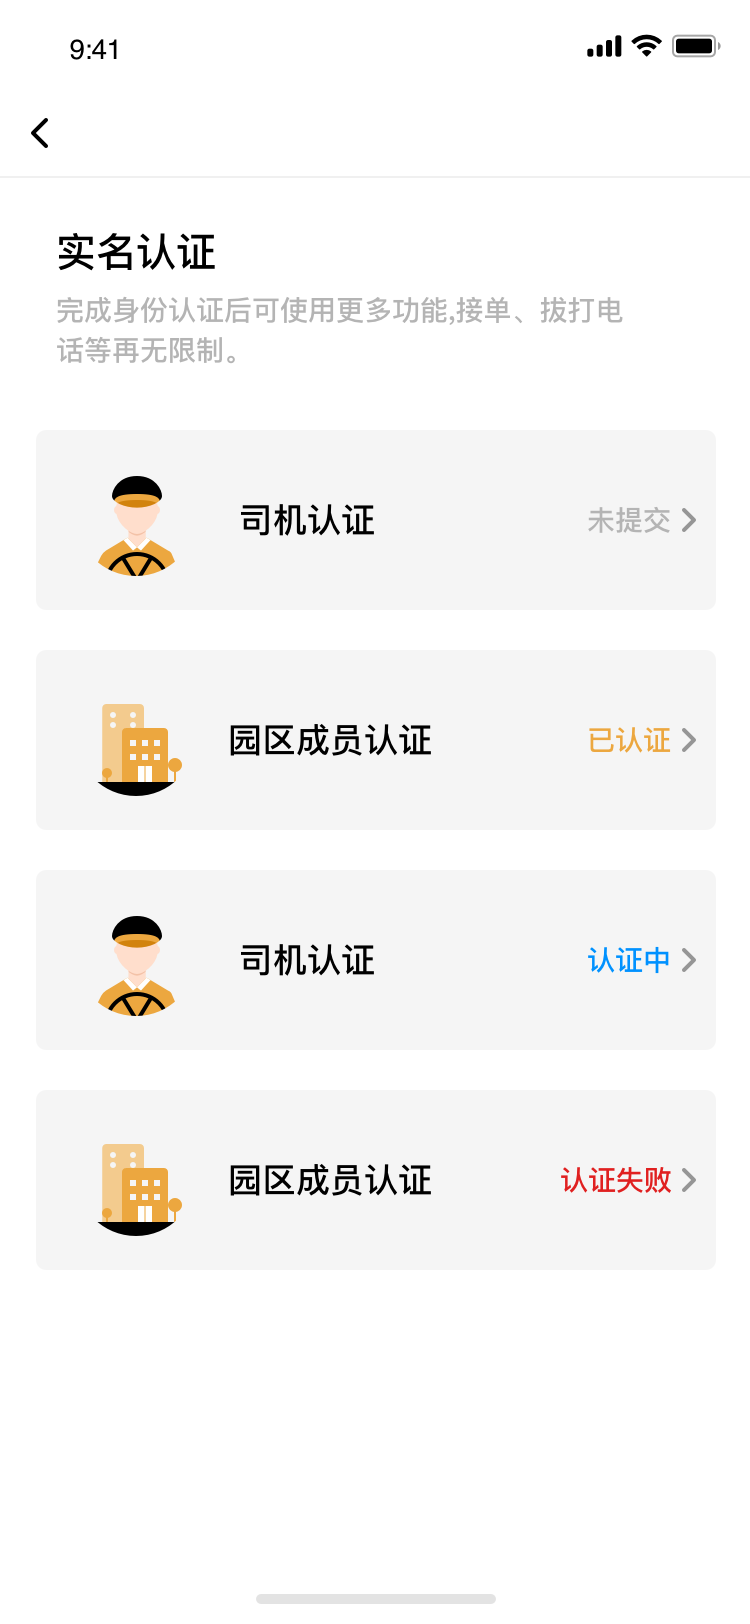 9:41
实名认证
完成身份认证后可使用更多功能,接单、拔打电
话等再无限制。
司机认证
未提交
园区成员认证
已认证
司机认证
认证中
园区成员认证
认证失败